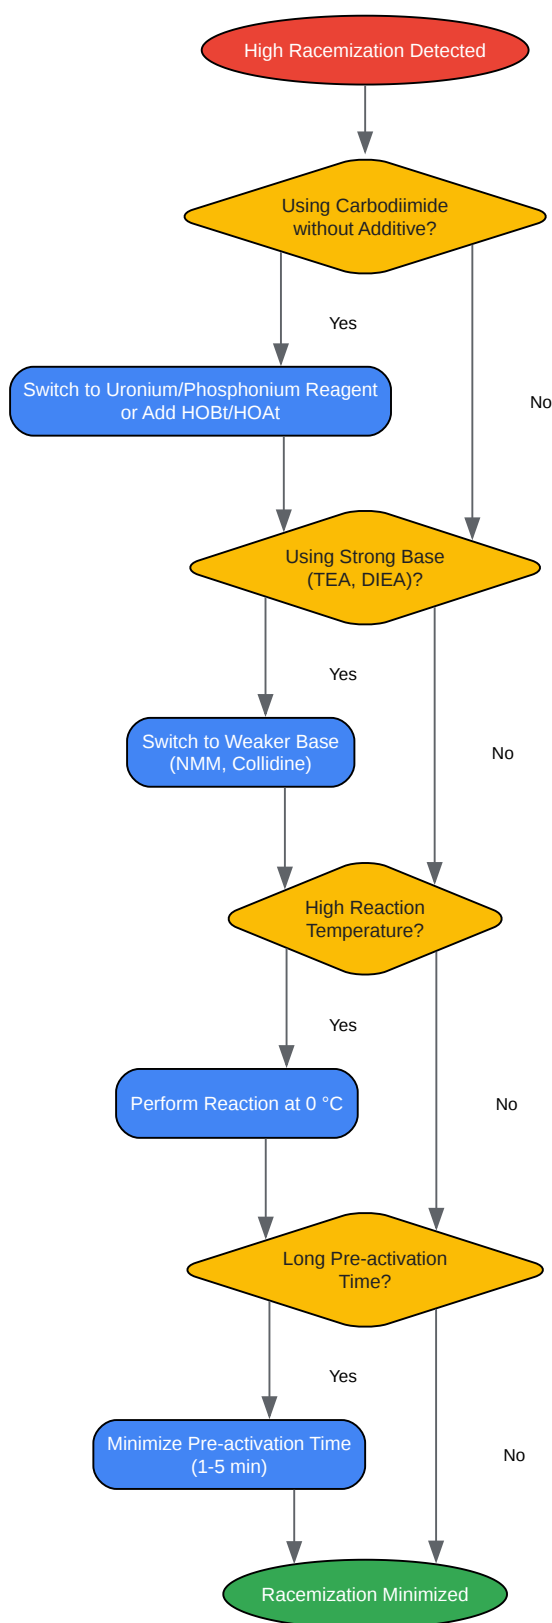 High Racemization Detected
Using Carbodiimide
without Additive?
Yes
Switch to Uronium/Phosphonium Reagent
or Add HOBt/HOAt
No
Using Strong Base
(TEA, DIEA)?
Yes
Switch to Weaker Base
(NMM, Collidine)
No
High Reaction
Temperature?
Yes
Perform Reaction at 0 °C
No
Long Pre-activation
Time?
Yes
Minimize Pre-activation Time
(1-5 min)
No
Racemization Minimized